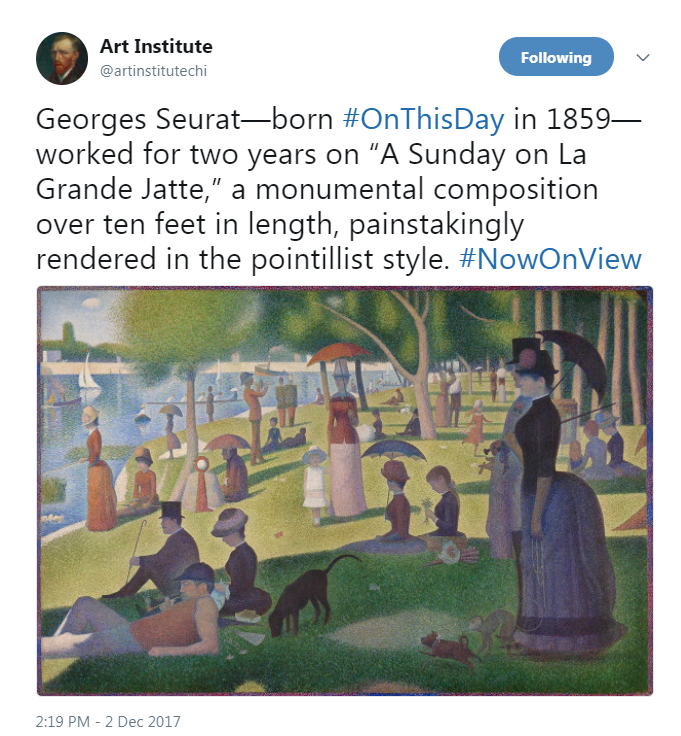 Art Institute
@artinstitutechi
Following
Georges Seurat—born #OnThisDay in 1859—
worked for two years on “A Sunday on La
Grande Jatte,” a monumental composition
over ten feet in length, painstakingly
rendered in the pointillist style. #NowOnView
2:19 PM - 2 Dec 2017